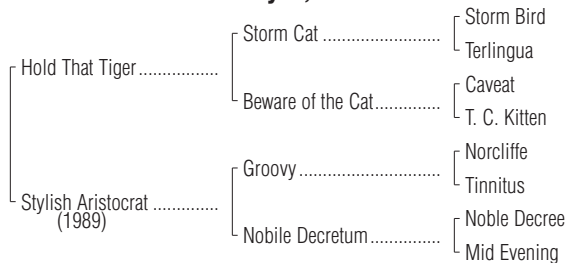 Storm Bird
Storm Cat
Terlingua
Hold That Tiger
Caveat
Beware of the Cat
T. C. Kitten
Norcliffe
Groovy
Tinnitus
Stylish Aristocrat
(1989)
Noble Decree
Nobile Decretum
Mid Evening